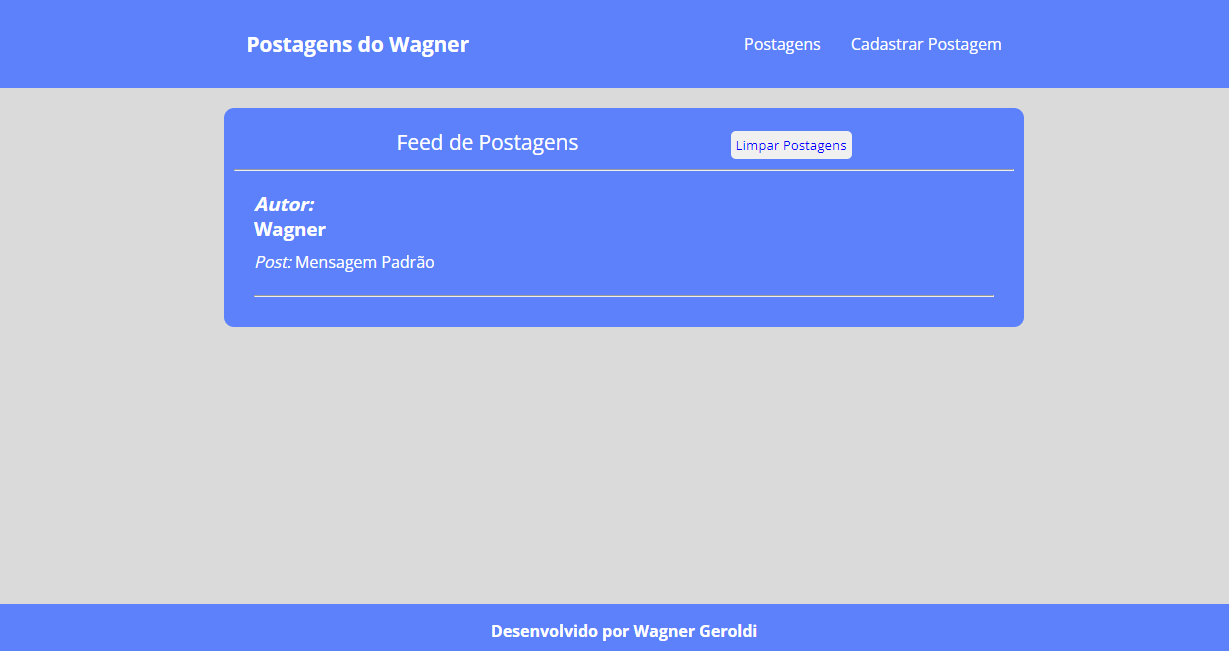 Postagens do Wagner
Postagens
Cadastrar Postagem
Feed de Postagens
Limpar Postagens
Autor:
Wagner
Post: Mensagem Padrão
Desenvolvido por Wagner Geroldi